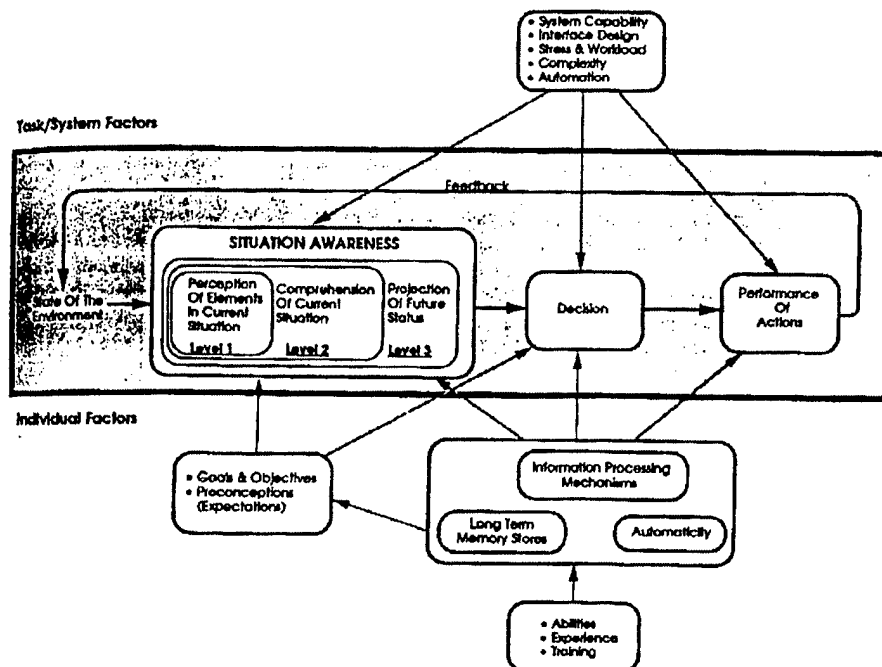 • System Capability
• Interface Design
• Stress & Workload
• Complexity
• Automation
Task/System Factors
Feedback
SITUATION AWARENESS
State Of The
Environment
Perception
Of Elements
In Current
Situation
Level 1
Comprehension
Of Current
Situation
Level 2
Projection
Of Future
Status
Level 3
Decision
Performance
Of
Actions
Individual Factors
• Goals & Objectives
• Preconceptions
(Expectations)
Information Processing
Mechanisms
Long Term
Memory Stores
Automaticity
• Abilities
• Experience
• Training